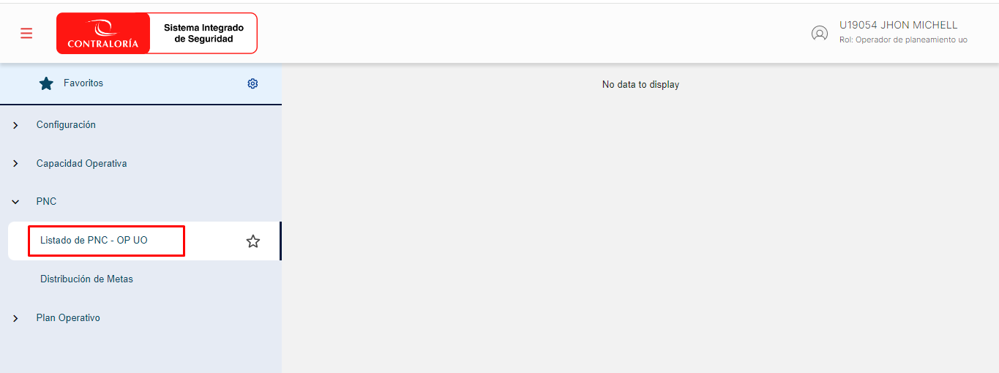 CONTRALORÍA
Sistema Integrado
de Seguridad
U19054 JHON MICHELL
Rol: Operador de planeamiento uo
Favoritos
No data to display
Configuración
Capacidad Operativa
PNC
Listado de PNC - OP UO
Distribución de Metas
Plan Operativo